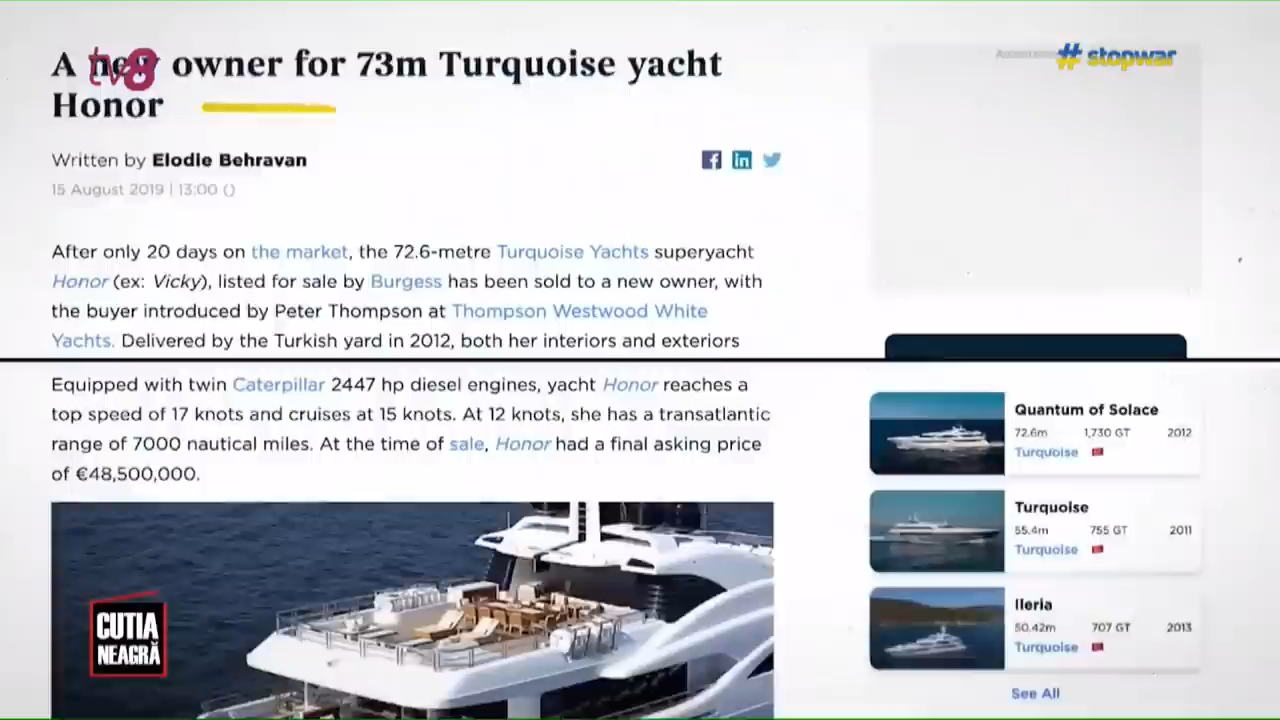 A new owner for 73m Turquoise yacht
Honor
tv8
#stopwar
Written by Elodie Behravan
15 August 2019 | 13:00 ()
After only 20 days on the market, the 72.6-metre Turquoise Yachts superyacht
Honor (ex: Vicky), listed for sale by Burgess has been sold to a new owner, with
the buyer introduced by Peter Thompson at Thompson Westwood White
Yachts. Delivered by the Turkish yard in 2012, both her interiors and exteriors
Equipped with twin Caterpillar 2447 hp diesel engines, yacht Honor reaches a
top speed of 17 knots and cruises at 15 knots. At 12 knots, she has a transatlantic
range of 7000 nautical miles. At the time of sale, Honor had a final asking price
of €48,500,000.
Quantum of Solace
72.6m 1,730 GT 2012
Turquoise
Turquoise
55.4m 755 GT 2011
Turquoise
Ileria
50.42m 707 GT 2013
Turquoise
See All
CUTIA
NEAGRĂ